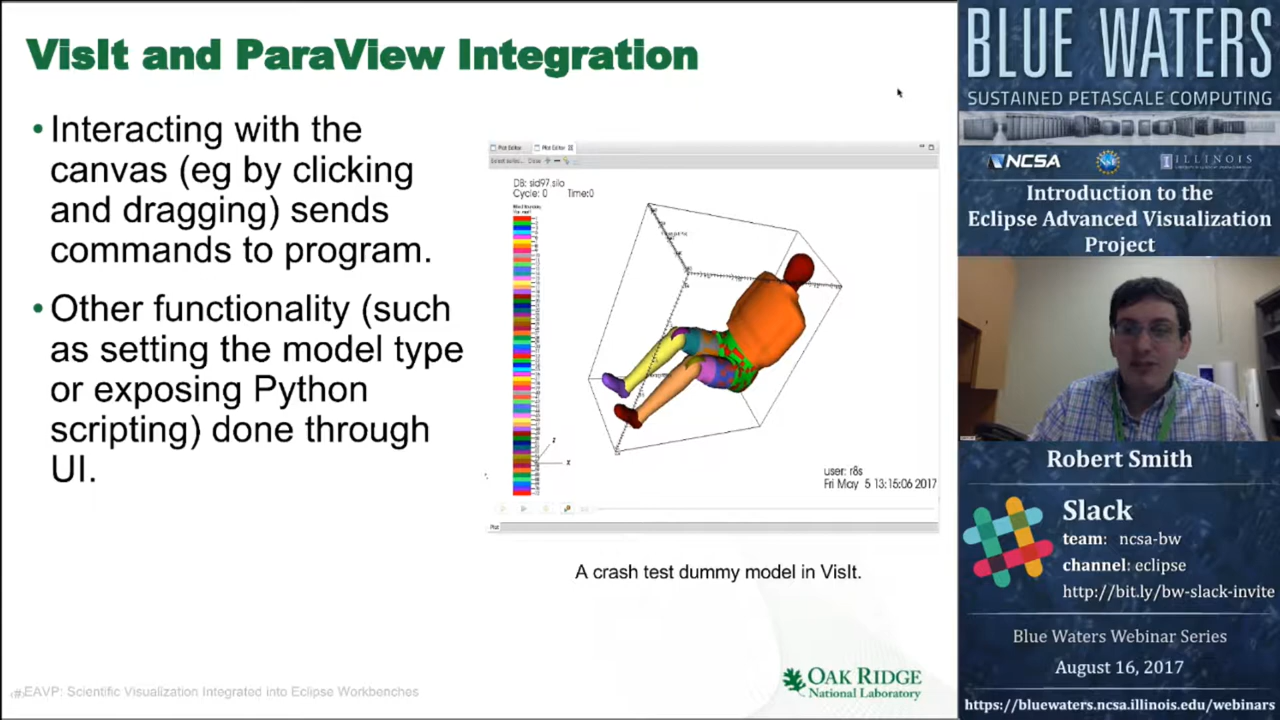 VisIt and ParaView Integration
• Interacting with the
canvas (eg by clicking
and dragging) sends
commands to program.
• Other functionality (such
as setting the model type
or exposing Python
scripting) done through
UI.
Plot Editor
Plot Editor
DB: sid97.silo
Cycle: 0 Time:0
Z
X
user: r8s
Fri May 5 13:15:06 2017
Plot
A crash test dummy model in VisIt.
EAVP: Scientific Visualization Integrated into Eclipse Workbenches
OAK RIDGE
National Laboratory
BLUE WATERS
SUSTAINED PETASCALE COMPUTING
NCSA
ILLINOIS
Introduction to the
Eclipse Advanced Visualization
Project
Robert Smith
Slack
team: ncsa-bw
channel: eclipse
http://bit.ly/bw-slack-invite
Blue Waters Webinar Series
August 16, 2017
https://bluewaters.ncsa.illinois.edu/webinars